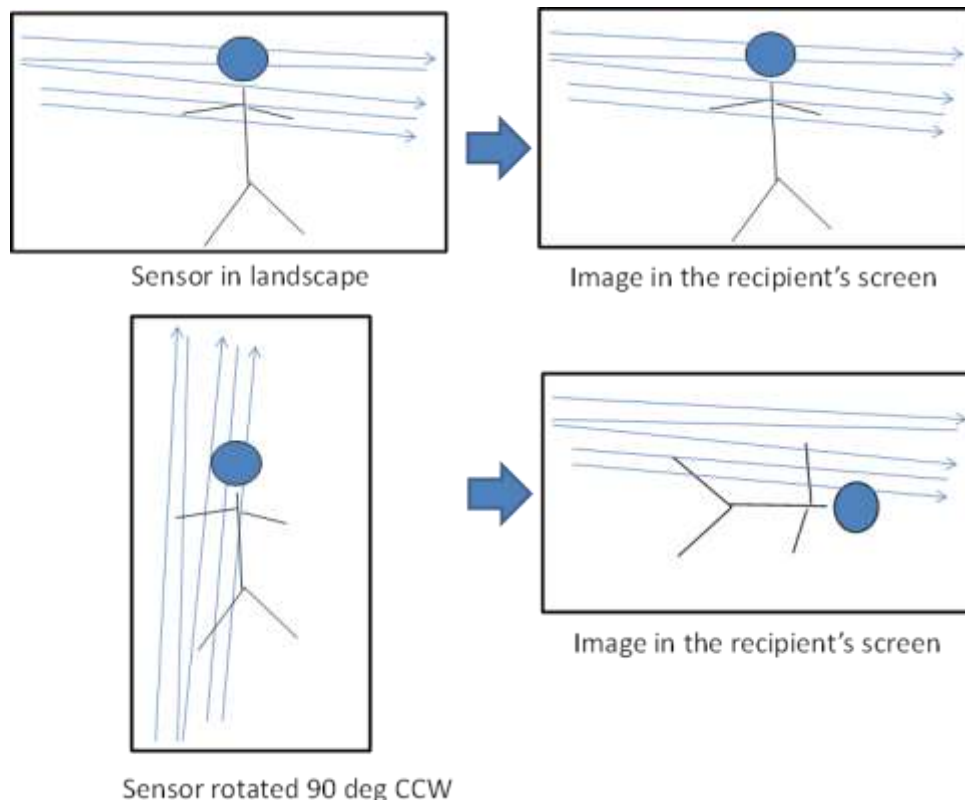 Sensor in landscape
Image in the recipient's screen
Image in the recipient's screen
Sensor rotated 90 deg CCW